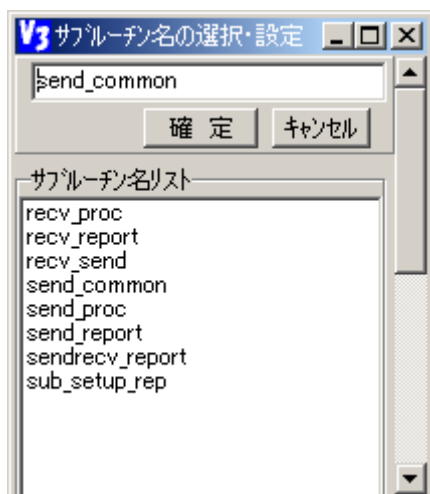 V3 ｻﾌﾞﾙｰﾁﾝ名の選択・設定
send_common
確 定
ｷｬﾝｾﾙ
ｻﾌﾞﾙｰﾁﾝ名ﾘｽﾄ
recv_proc
recv_report
recv_send
send_common
send_proc
send_report
sendrecv_report
sub_setup_rep